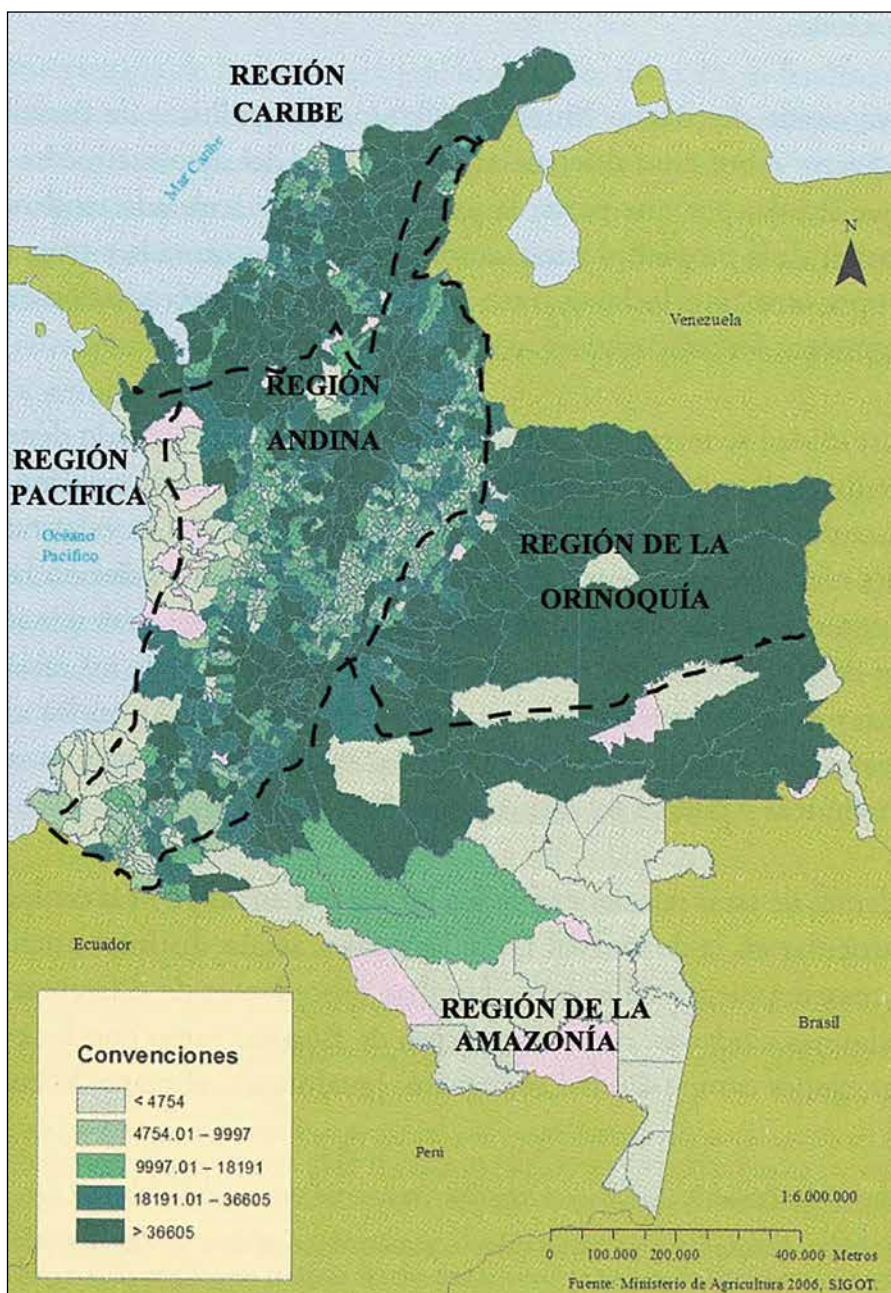 REGIÓN
CARIBE
Mar Caribe
N
Venezuela
REGIÓN
ANDINA
REGIÓN
PACÍFICA
Océano
Pacífico
REGIÓN DE LA
ORINOQUÍA
Ecuador
REGIÓN DE LA
AMAZONÍA
Brasil
Perú
Convenciones
< 4754
4754.01 – 9997
9997.01 – 18191
18191.01 – 36605
> 36605
1:6.000.000
0 100.000 200,000 400.000 Metros
Fuente: Ministerio de Agricultura 2006, SIGOT.